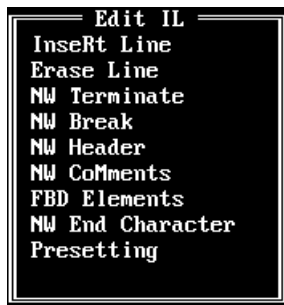 Edit IL
InseRt Line
Erase Line
NW Terminate
NW Break
NW Header
NW CoMments
FBD Elements
NW End Character
Presetting